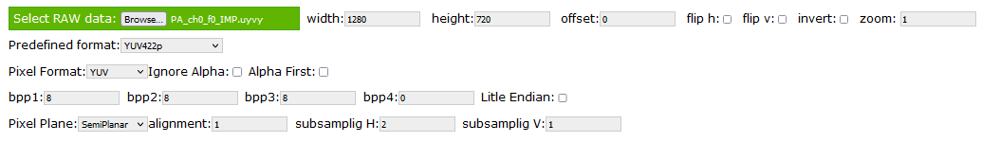 Select RAW data: Browse... PA_ch0_f0_IMP.uyvy width: 1280 height: 720 offset: 0 flip h: flip v: invert: zoom: 1
Predefined format: YUV422p
Pixel Format: YUV Ignore Alpha: Alpha First:
bpp1: 8 bpp2: 8 bpp3: 8 bpp4: 0 Litle Endian:
Pixel Plane: SemiPlanar alignment: 1 subsamplig H: 2 subsamplig V: 1